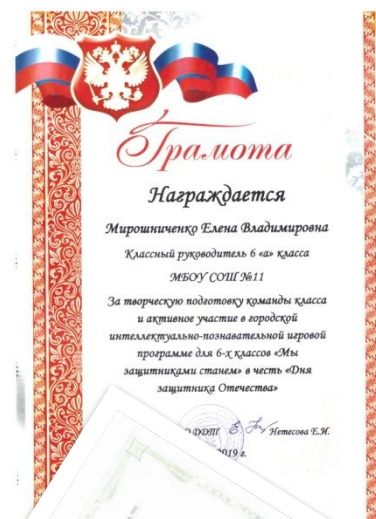 Грамота
Награждается
Мирошниченко Елена Владимировна
Классный руководитель 6 «а» класса
МБОУ СОШ №11
За творческую подготовку команды класса
и активное участие в городской
интеллектуально-познавательной игровой
программе для 6-х классов «Мы
защитниками станем» в честь «Дня
защитника Отечества»
ДДТ Нетесова Е.И.
2019 г.